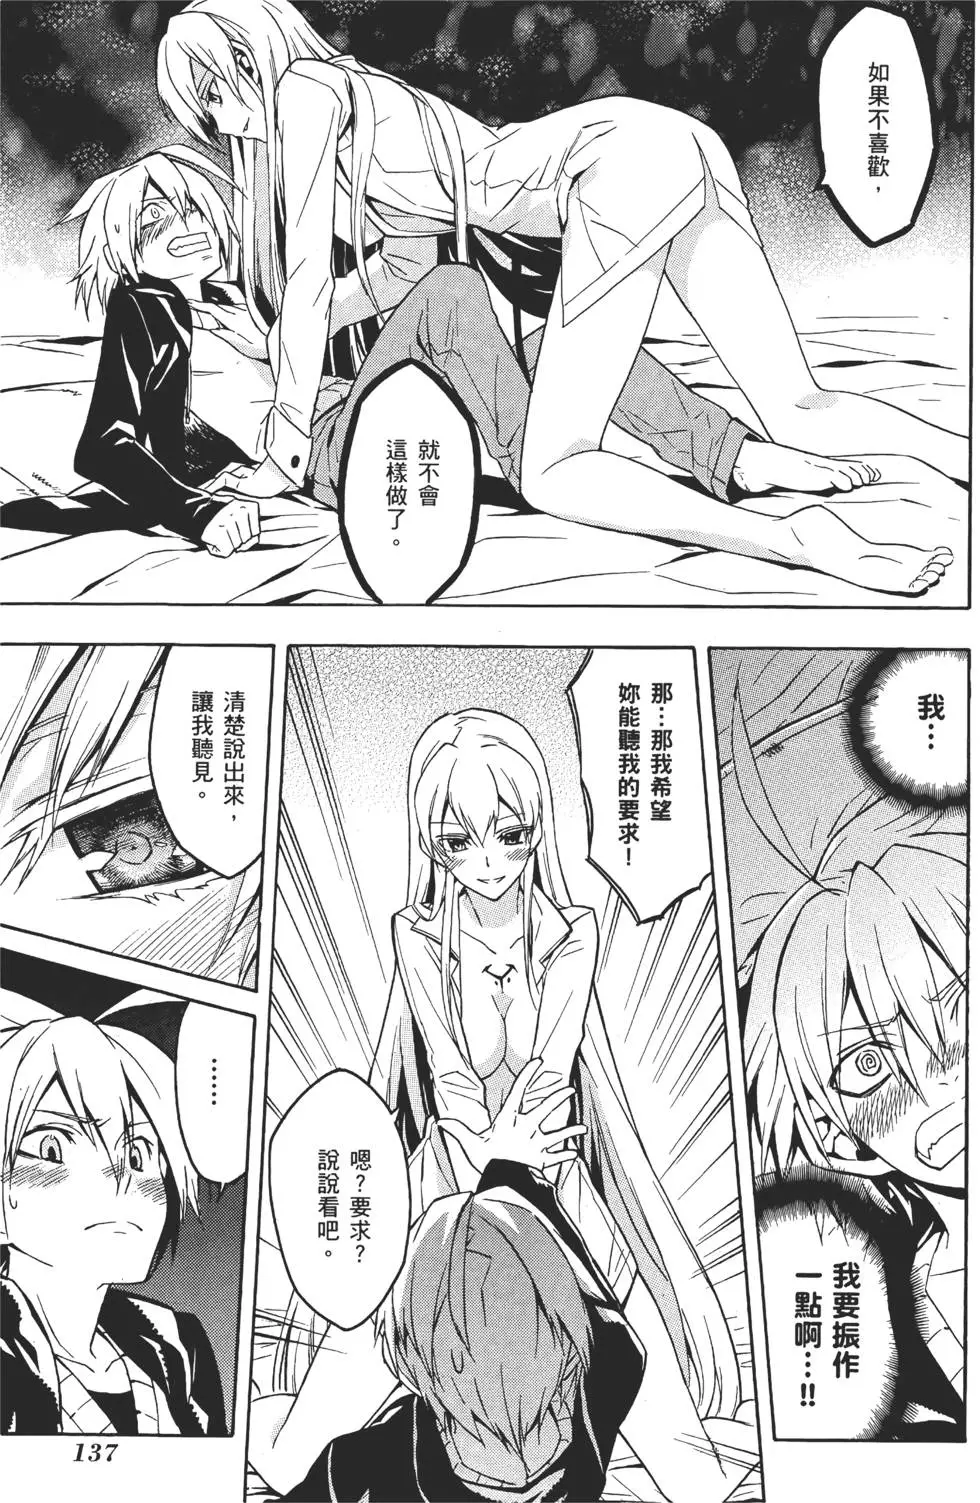 如果不喜歡，
就不會
這樣做了。
我…
我要振作
一點啊…!!
那…那我希望
妳能聽我的要求！
嗯？要求？
說說看吧。
清楚說出來，
讓我聽見。
……
137